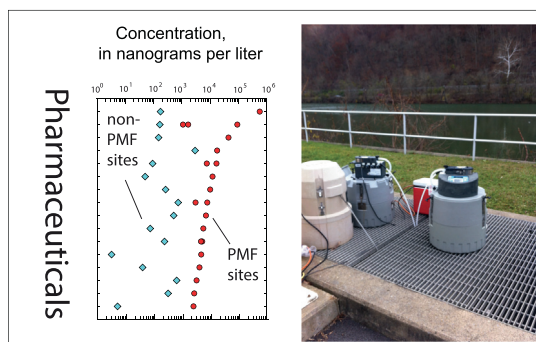 Concentration,
in nanograms per liter
10⁰ 10¹ 10² 10³ 10⁴ 10⁵ 10⁶
Pharmaceuticals
non-
PMF
sites
PMF
sites